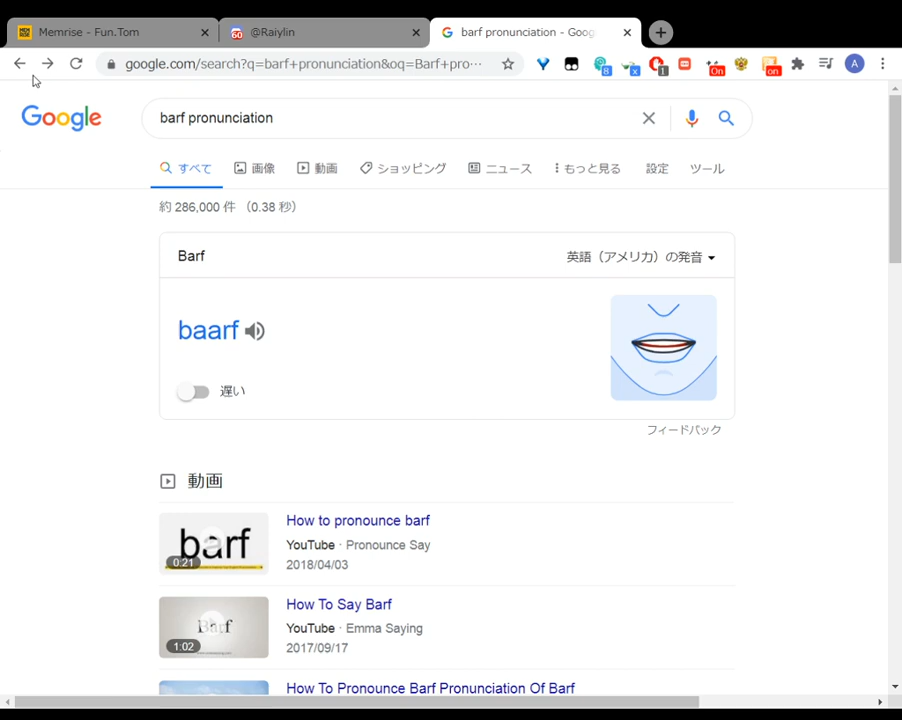 Memrise - Fun.Tom
@Raiylin
barf pronunciation - Goog
google.com/search?q=barf+pronunciation&oq=Barf+pro…
8
x
1
On
on
A
Google
barf pronunciation
すべて 画像 動画 ショッピング ニュース もっと見る 設定 ツール
約 286,000 件 （0.38 秒）
Barf
英語（アメリカ）の発音
baarf
遅い
フィードバック
動画
barf
0:21
How to pronounce barf
YouTube · Pronounce Say
2018/04/03
Barf
1:02
How To Say Barf
YouTube · Emma Saying
2017/09/17
How To Pronounce Barf Pronunciation Of Barf